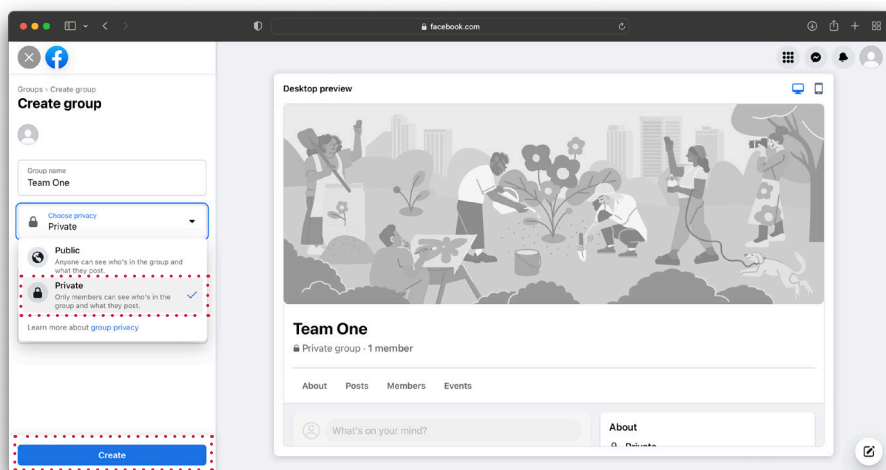 facebook.com
Groups › Create group
Create group
Group name
Team One
Choose privacy
Private
Public
Anyone can see who's in the group and
what they post.
Private
Only members can see who's in the
group and what they post.
Learn more about group privacy
Create
Desktop preview
Team One
Private group · 1 member
About Posts Members Events
What's on your mind?
About
Private